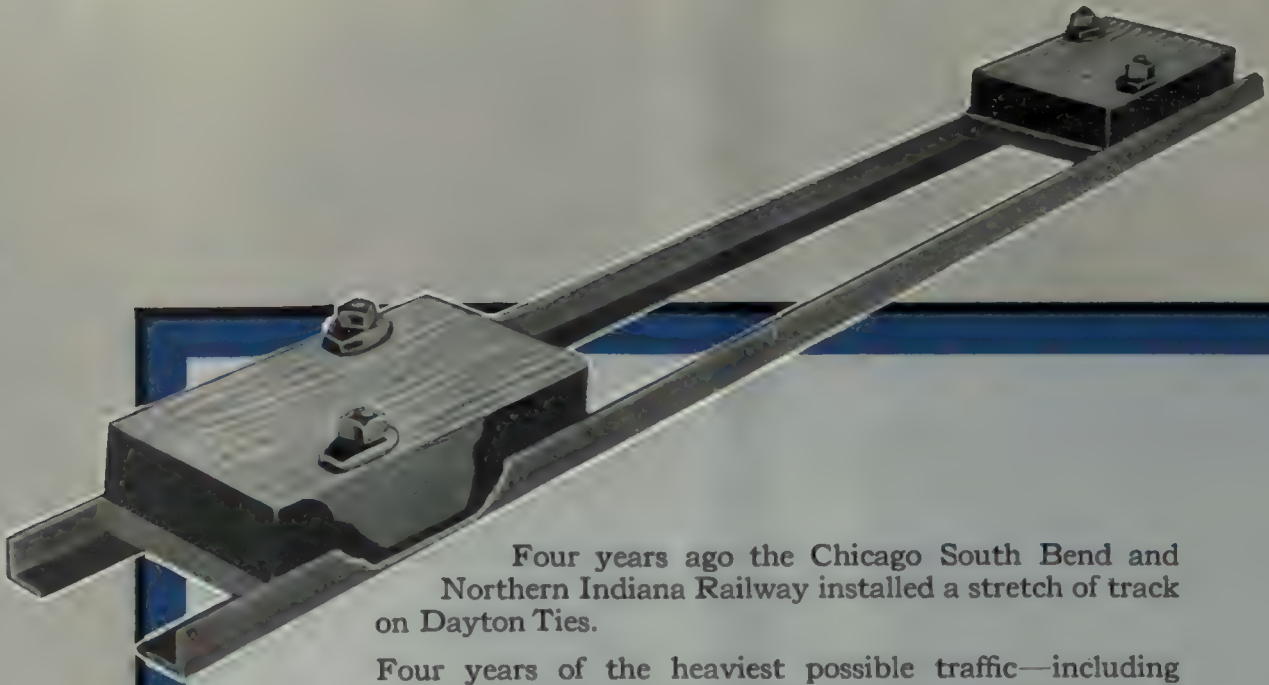 Four years ago the Chicago South Bend and
Northern Indiana Railway installed a stretch of track
on Dayton Ties.
Four years of the heaviest possible traffic—including